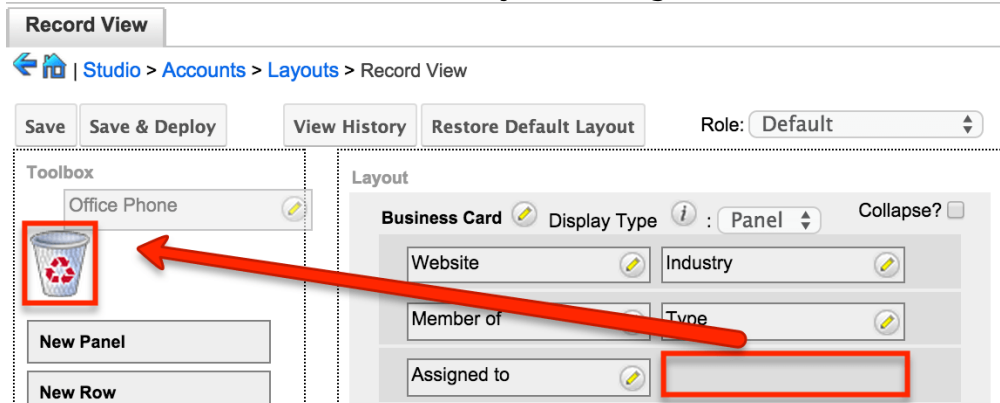 Record View
| Studio > Accounts > Layouts > Record View
Save Save & Deploy View History Restore Default Layout Role: Default
Toolbox
Office Phone
New Panel
New Row
Layout
Business Card Display Type i : Panel Collapse?
Website Industry
Member of Type
Assigned to